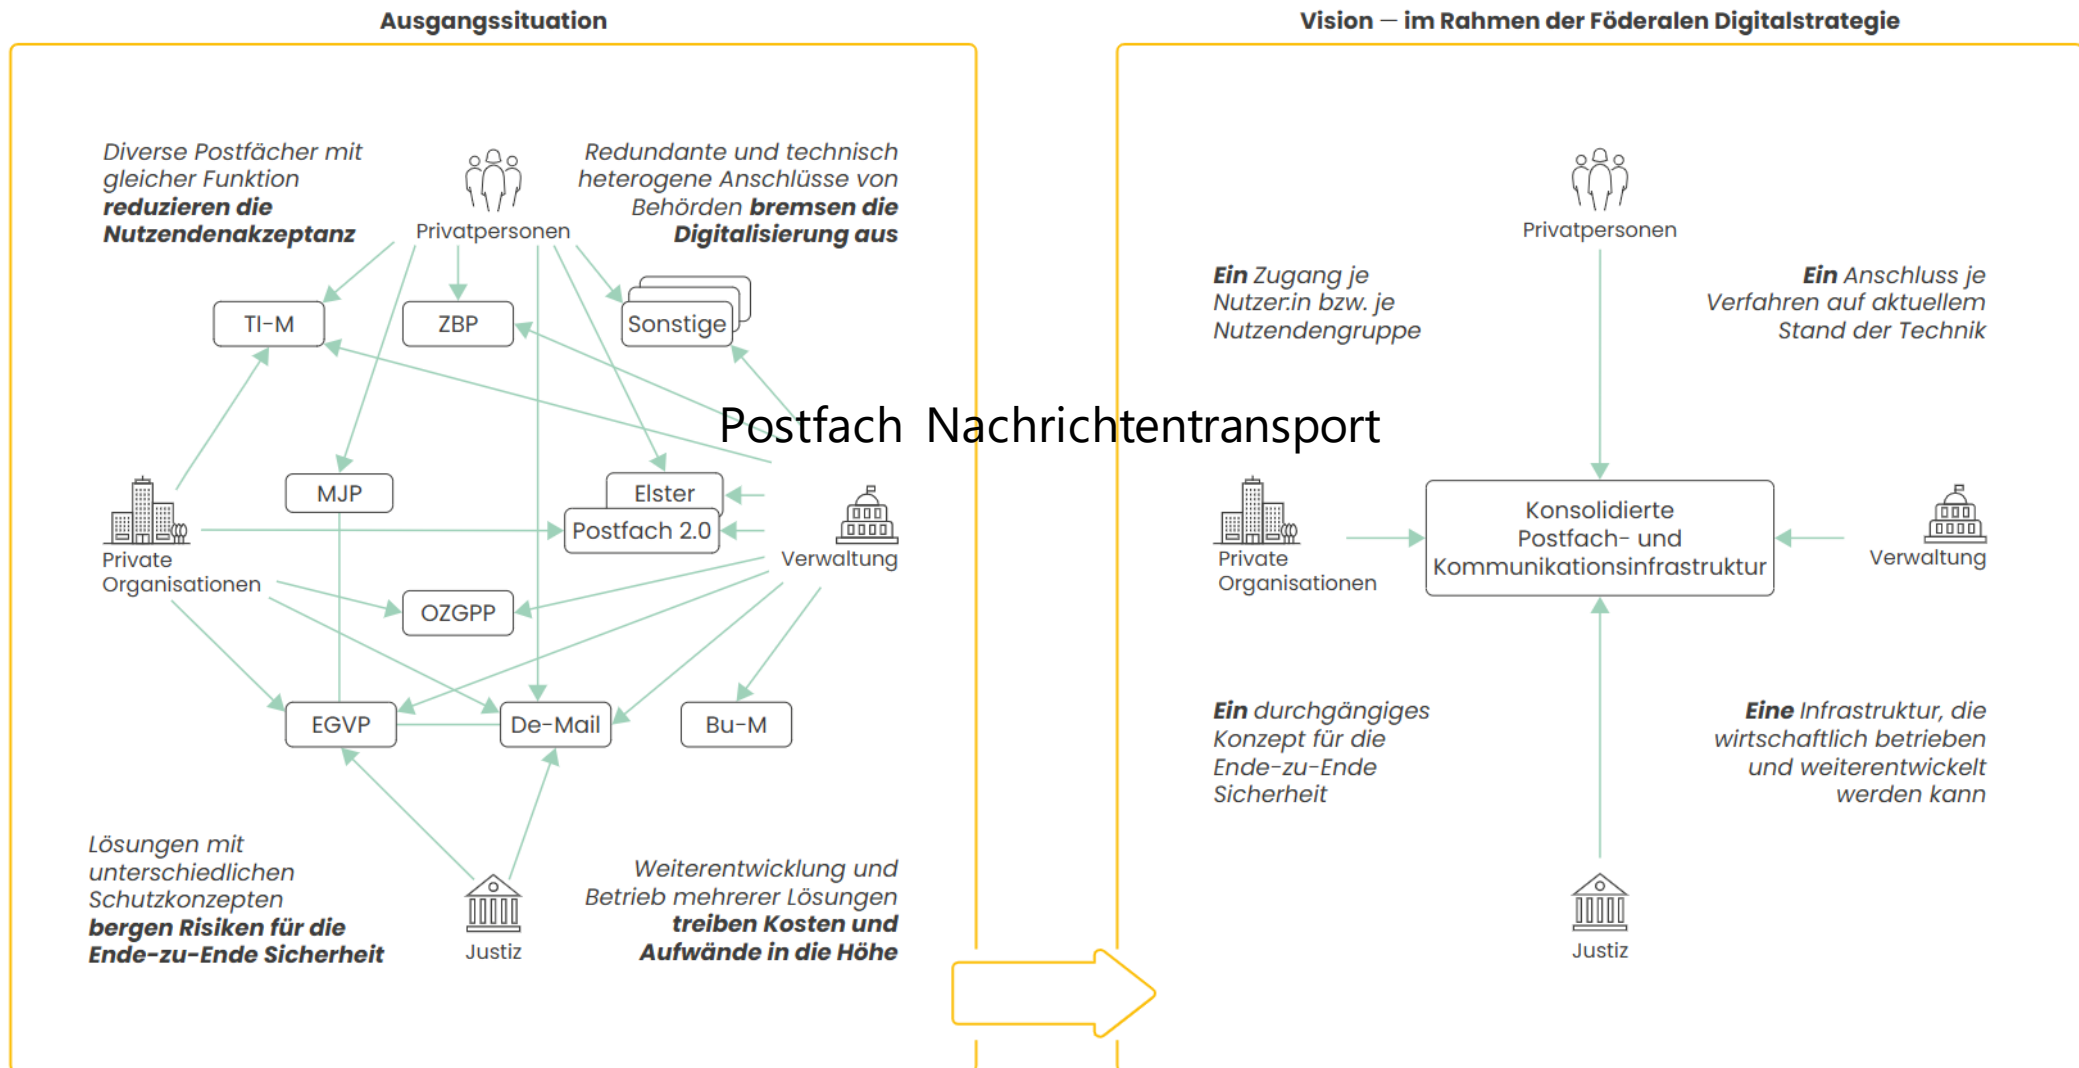 Ausgangssituation
Diverse Postfächer mit
gleicher Funktion
reduzieren die
Nutzendenakzeptanz
Privatpersonen
Redundante und technisch
heterogene Anschlüsse von
Behörden bremsen die
Digitalisierung aus
TI-M
ZBP
Sonstige
Postfach Nachrichtentransport
MJP
Elster
Postfach 2.0
Private
Organisationen
Verwaltung
OZGPP
EGVP
De-Mail
Bu-M
Lösungen mit
unterschiedlichen
Schutzkonzepten
bergen Risiken für die
Ende-zu-Ende Sicherheit
Justiz
Weiterentwicklung und
Betrieb mehrerer Lösungen
treiben Kosten und
Aufwände in die Höhe
Vision — im Rahmen der Föderalen Digitalstrategie
Privatpersonen
Ein Zugang je
Nutzer:in bzw. je
Nutzendengruppe
Ein Anschluss je
Verfahren auf aktuellem
Stand der Technik
Private
Organisationen
Konsolidierte
Postfach- und
Kommunikationsinfrastruktur
Verwaltung
Ein durchgängiges
Konzept für die
Ende-zu-Ende
Sicherheit
Eine Infrastruktur, die
wirtschaftlich betrieben
und weiterentwickelt
werden kann
Justiz